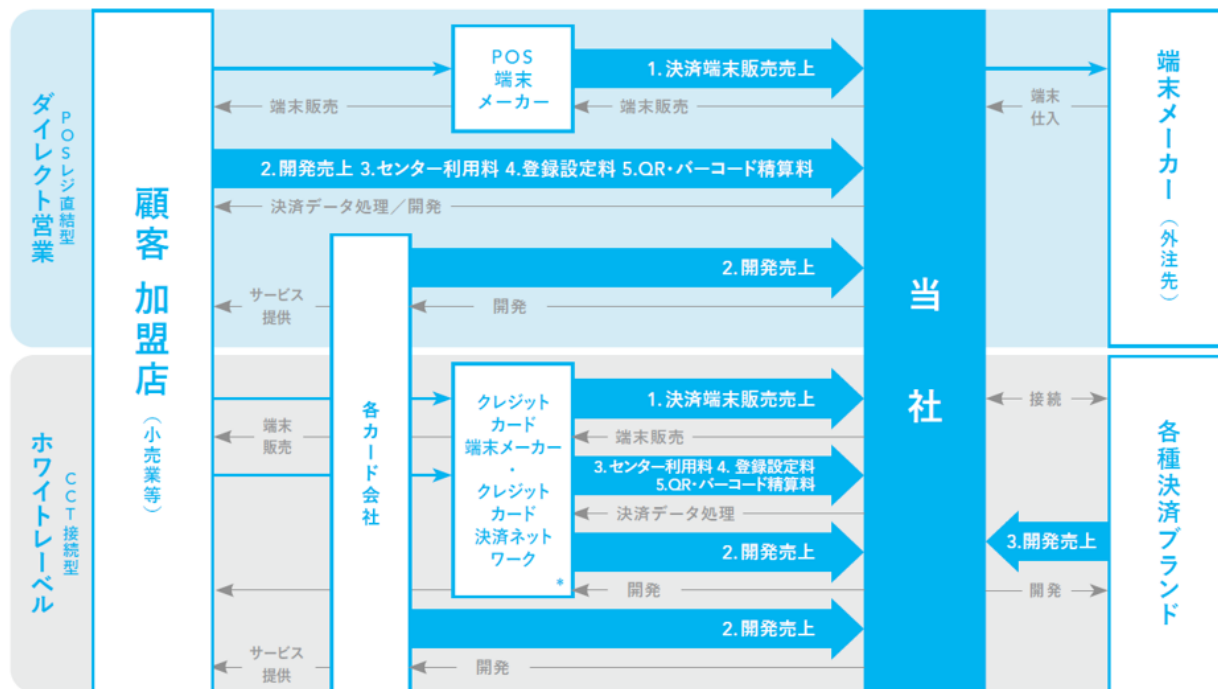 POSレジ直結型
ダイレクト営業
顧客 加盟店
(小売業等)
POS
端末
メーカー
1.決済端末販売売上
端末販売
端末販売
2.開発売上 3.センター利用料 4.登録設定料 5.QR・バーコード精算料
決済データ処理/開発
2.開発売上
サービス
提供
開発
当社
端末
仕入
端末メーカー
(外注先)
CCT接続型
ホワイトレーベル
各カード会社
クレジット
カード
端末メーカー
・
クレジット
カード
決済ネット
ワーク
*
1.決済端末販売売上
端末
販売
端末販売
3.センター利用料 4. 登録設定料
5.QR・バーコード精算料
決済データ処理
2.開発売上
開発
2.開発売上
サービス
提供
開発
接続
3.開発売上
開発
各種決済ブランド